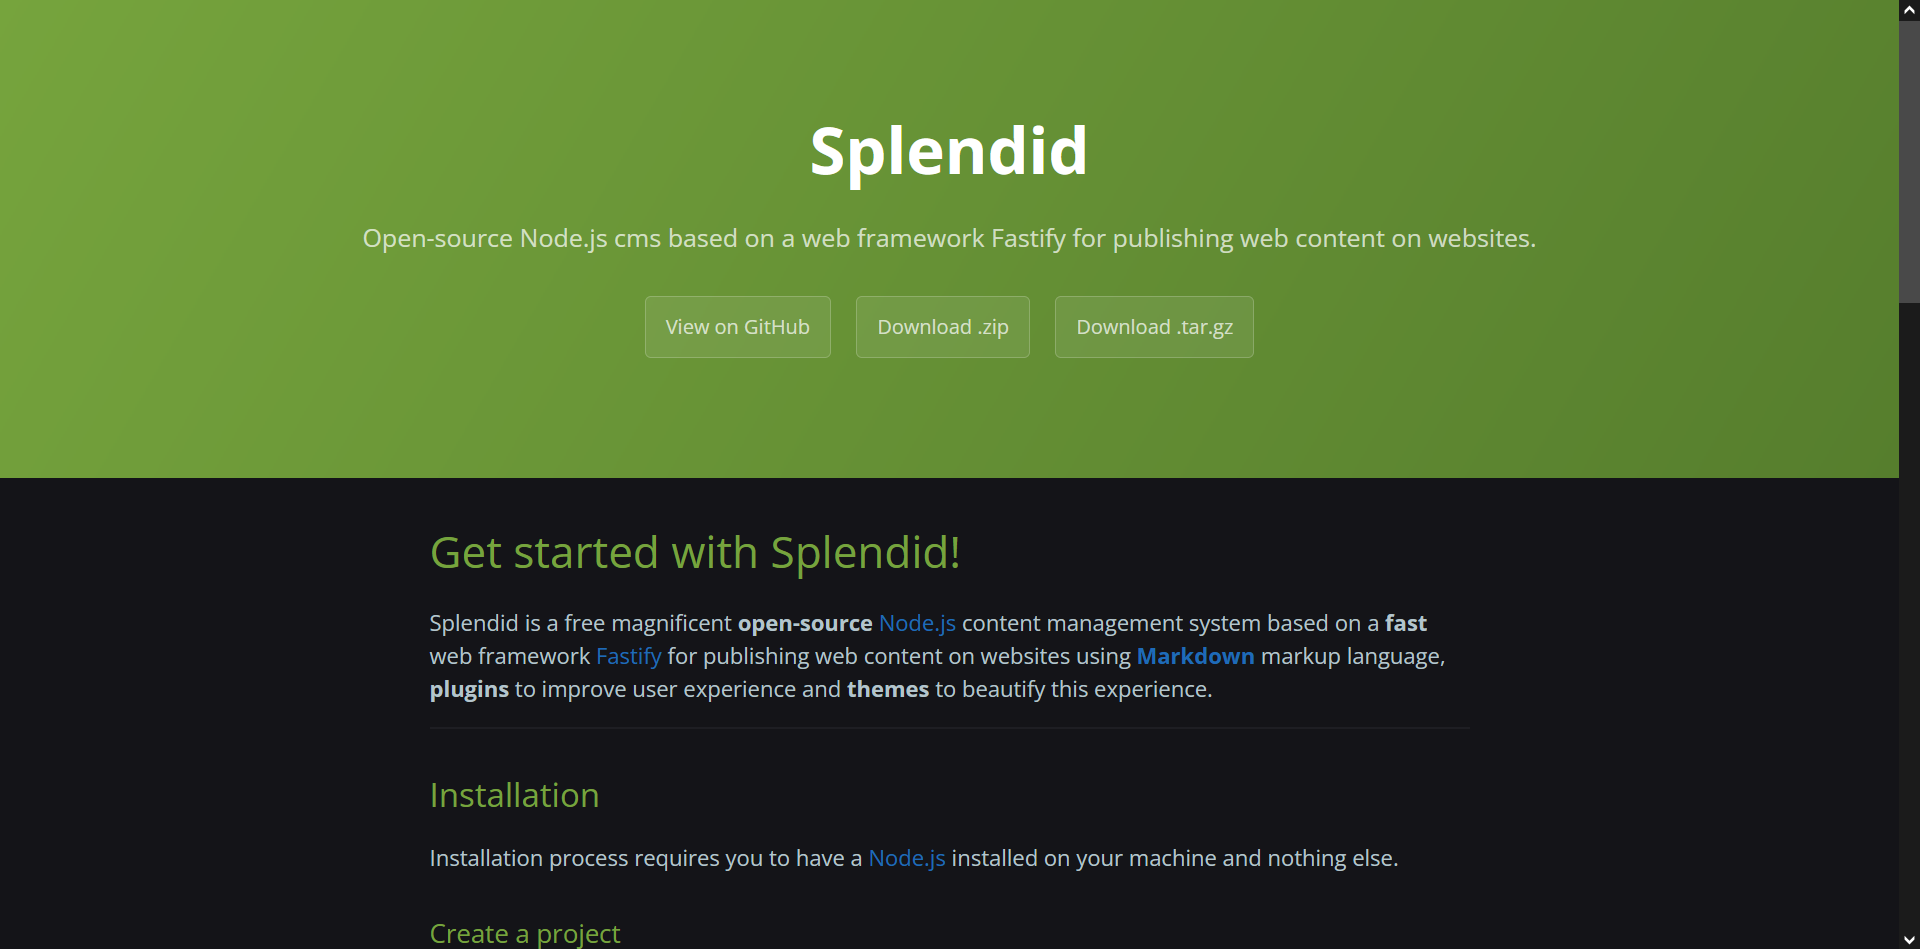 Splendid
Open-source Node.js cms based on a web framework Fastify for publishing web content on websites.
View on GitHub
Download .zip
Download .tar.gz
Get started with Splendid!
Splendid is a free magnificent open-source Node.js content management system based on a fast
web framework Fastify for publishing web content on websites using Markdown markup language,
plugins to improve user experience and themes to beautify this experience.
Installation
Installation process requires you to have a Node.js installed on your machine and nothing else.
Create a project